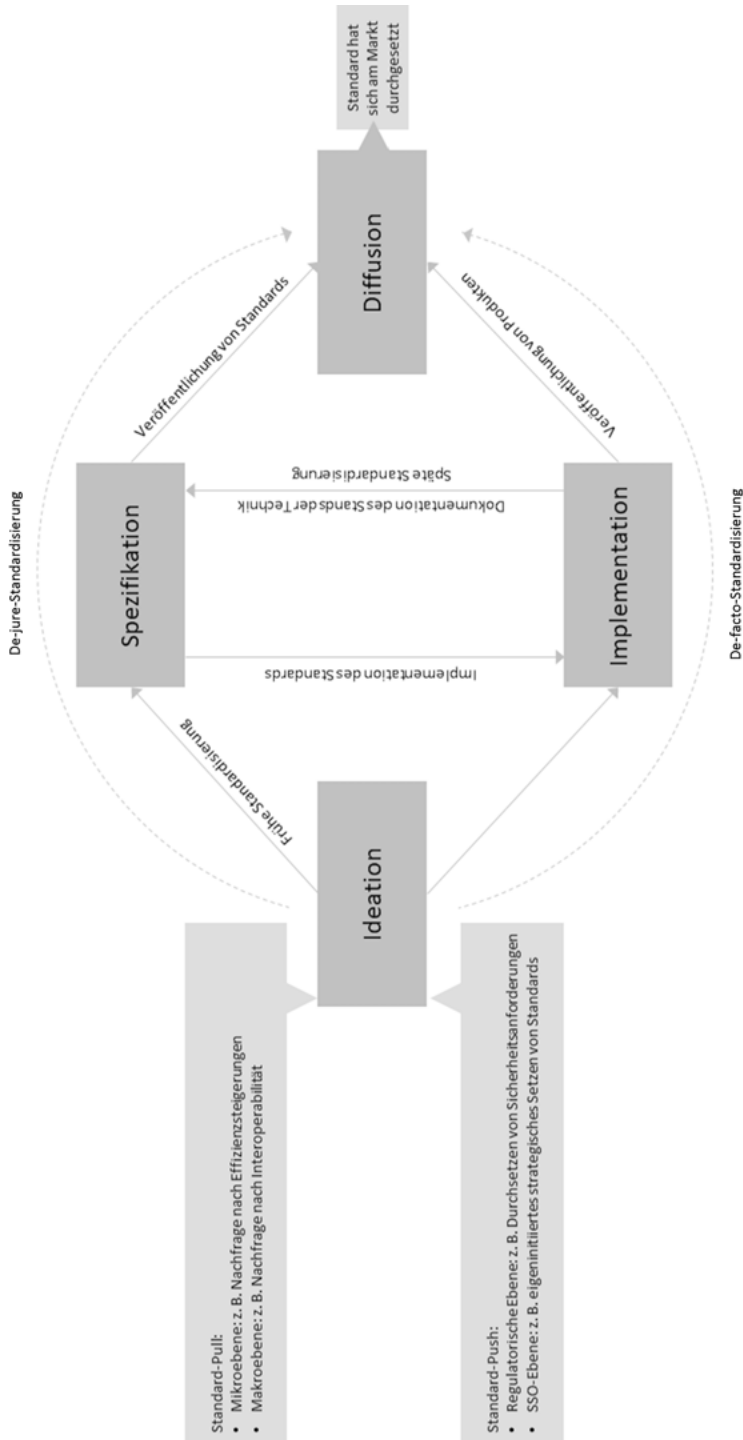 De-jure-Standardisierung
Standard-Pull:
• Mikroebene: z. B. Nachfrage nach Effizienzsteigerungen
• Makroebene: z. B. Nachfrage nach Interoperabilität
Standard-Push:
• Regulatorische Ebene: z. B. Durchsetzen von Sicherheitsanforderungen
• SSO-Ebene: z. B. eigeninitiiertes strategisches Setzen von Standards
Ideation
Frühe Standardisierung
Spezifikation
Implementation des Standards
Dokumentation des Stands der Technik
Späte Standardisierung
Implementation
Veröffentlichung von Standards
Veröffentlichung von Produkten
Diffusion
Standard hat
sich am Markt
durchgesetzt
De-facto-Standardisierung